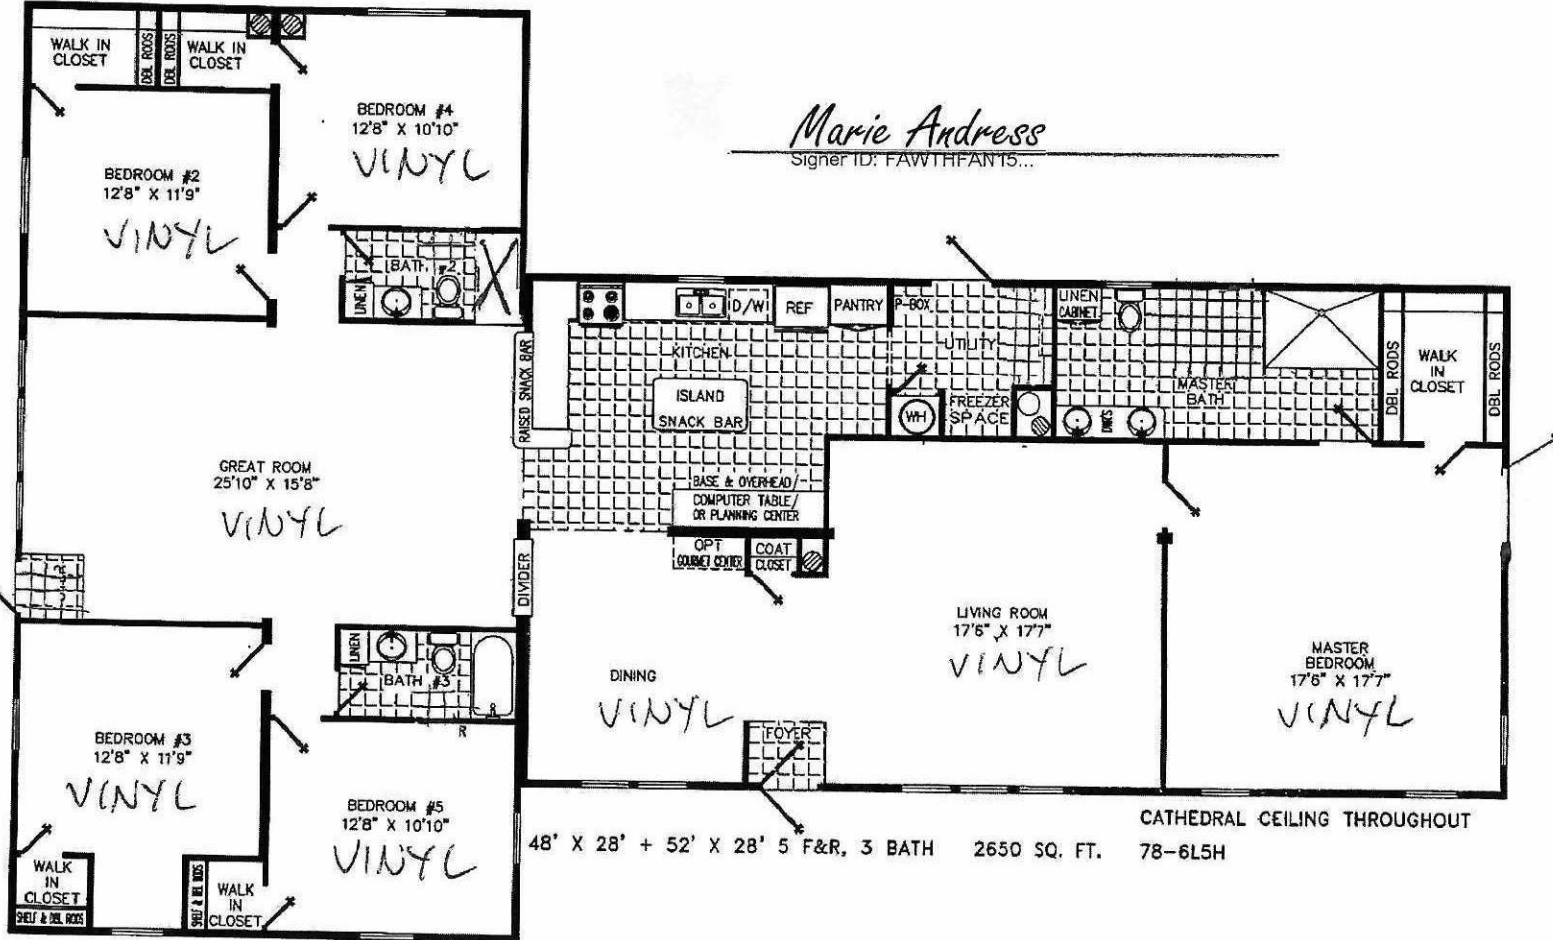 WALK IN
CLOSET
DBL RODS
DBL RODS
WALK IN
CLOSET
BEDROOM #4
12'8" X 10'10"
VINYL
Marie Andress
Signer ID: FAWTHFAN15...
BEDROOM #2
12'8" X 11'9"
VINYL
BATH #2
LINEN
RAISED SNACK BAR
D/W
REF
PANTRY
P-BOX
KITCHEN
ISLAND
SNACK BAR
UTILITY
WH
FREEZER
SPACE
LINEN
CABINET
MASTER
BATH
DBL RODS
WALK
IN
CLOSET
DBL RODS
GREAT ROOM
25'10" X 15'8"
VINYL
BASE & OVERHEAD/
COMPUTER TABLE/
OR PLANNING CENTER
OPT
GOURMET CENTER
COAT
CLOSET
DIVIDER
LIVING ROOM
17'6" X 17'7"
VINYL
MASTER
BEDROOM
17'6" X 17'7"
VINYL
LINEN
BATH #3
R
DINING
VINYL
FOYER
BEDROOM #3
12'8" X 11'9"
VINYL
BEDROOM #5
12'8" X 10'10"
VINYL
WALK
IN
CLOSET
SHELF & DBL RODS
SHELF & DBL RODS
WALK
IN
CLOSET
CATHEDRAL CEILING THROUGHOUT
48' X 28' + 52' X 28' 5 F&R, 3 BATH 2650 SQ. FT. 78-6L5H